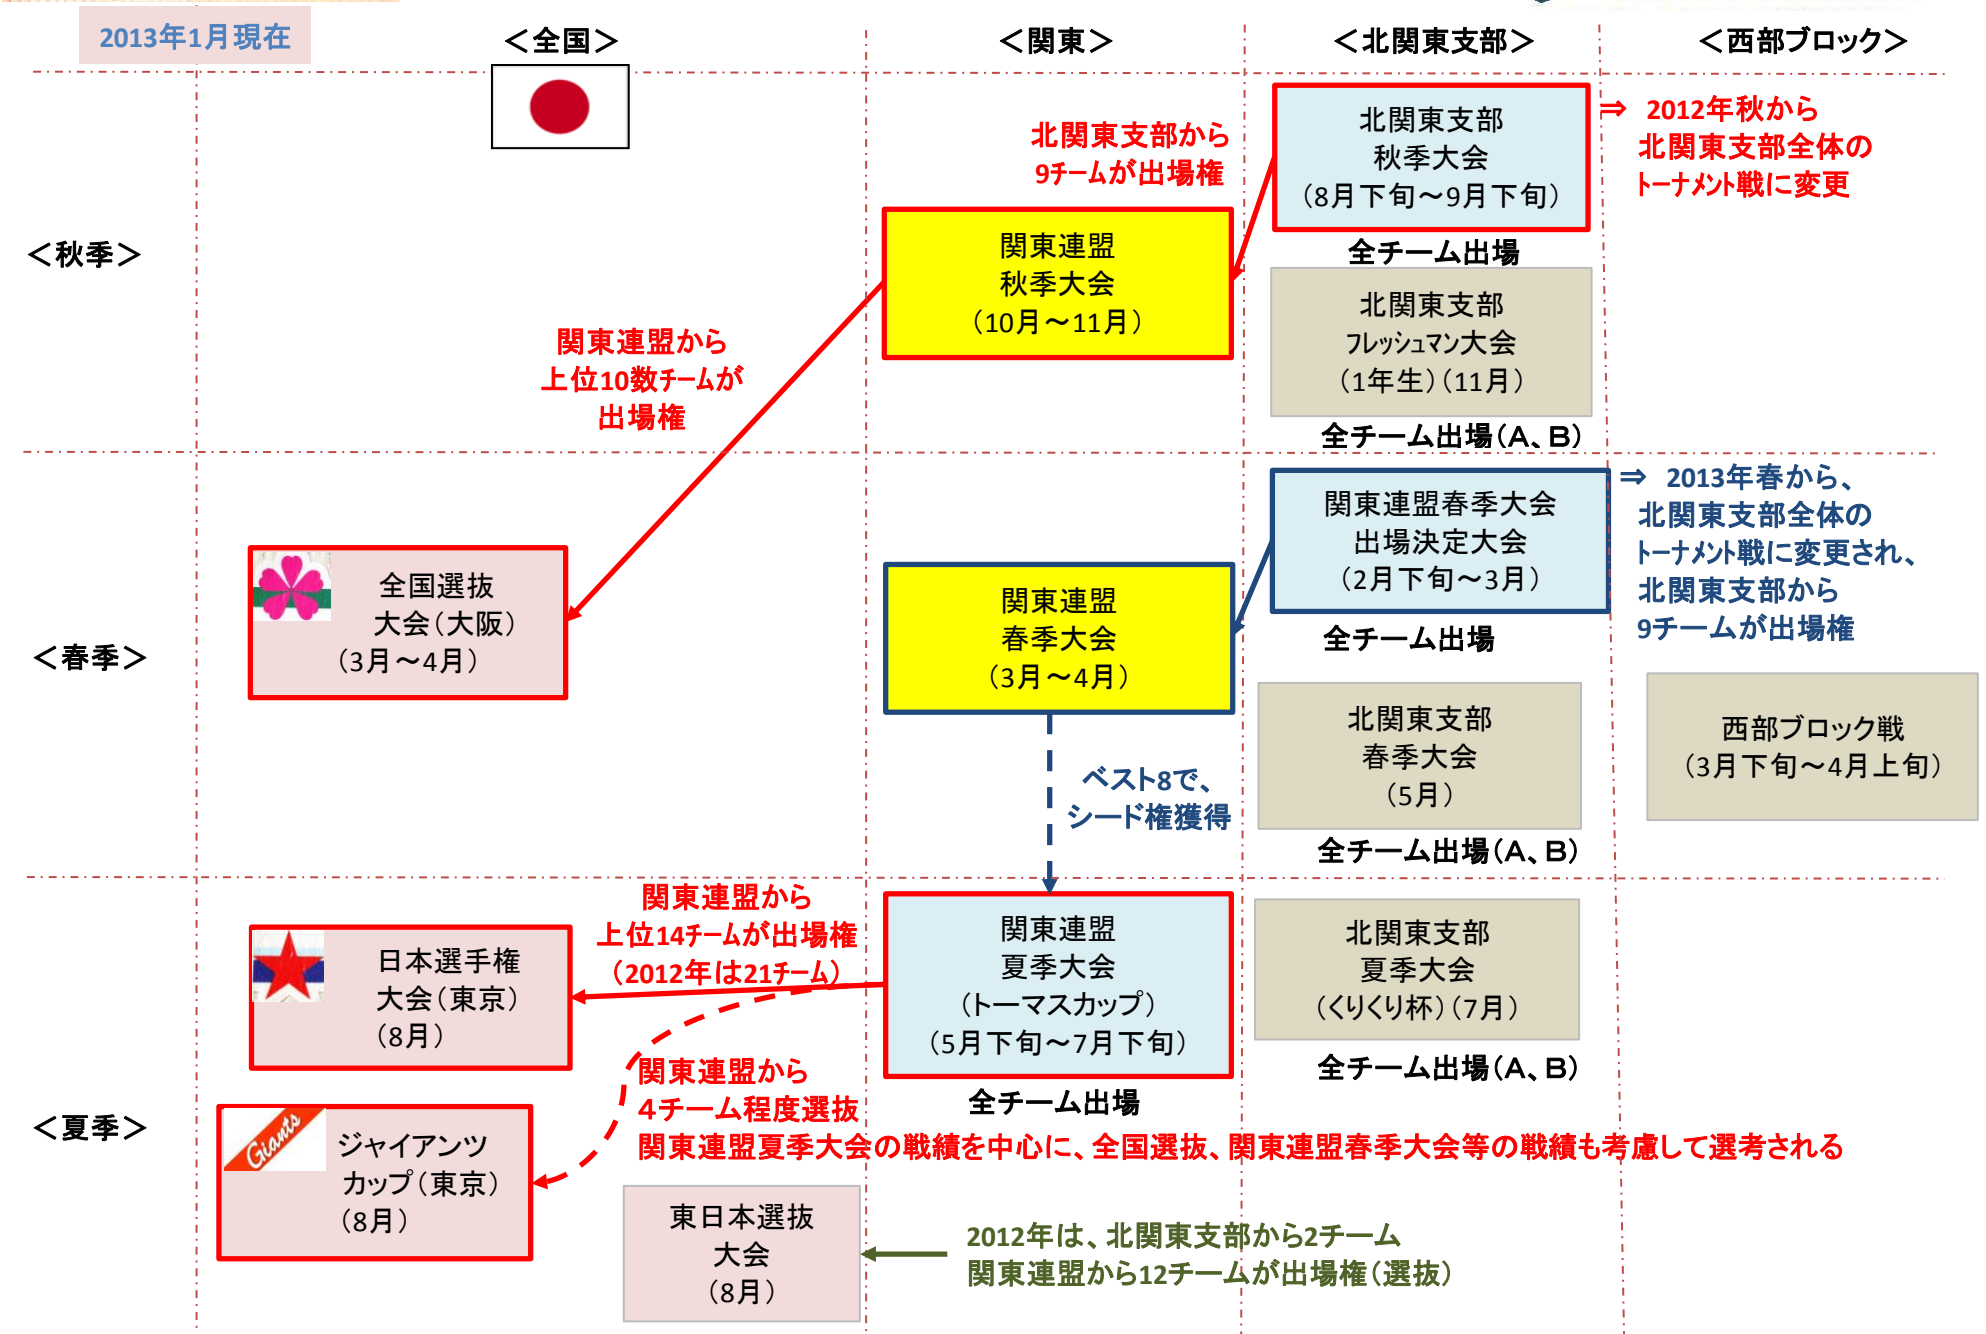 2013年1月現在
＜全国＞
＜関東＞
＜北関東支部＞
＜西部ブロック＞
＜秋季＞
北関東支部
秋季大会
（8月下旬～9月下旬）
全チーム出場
⇒ 2012年秋から
北関東支部全体の
トーナメント戦に変更
北関東支部から
9チームが出場権
関東連盟
秋季大会
（10月～11月）
北関東支部
フレッシュマン大会
（1年生）（11月）
全チーム出場（A、B）
関東連盟から
上位10数チームが
出場権
＜春季＞
全国選抜
大会（大阪）
（3月～4月）
関東連盟
春季大会
（3月～4月）
関東連盟春季大会
出場決定大会
（2月下旬～3月）
全チーム出場
⇒ 2013年春から、
北関東支部全体の
トーナメント戦に変更され、
北関東支部から
9チームが出場権
北関東支部
春季大会
（5月）
全チーム出場（A、B）
西部ブロック戦
（3月下旬～4月上旬）
ベスト8で、
シード権獲得
＜夏季＞
関東連盟から
上位14チームが出場権
（2012年は21チーム）
日本選手権
大会（東京）
（8月）
関東連盟
夏季大会
（トーマスカップ）
（5月下旬～7月下旬）
全チーム出場
北関東支部
夏季大会
（くりくり杯）（7月）
全チーム出場（A、B）
Giants
ジャイアンツ
カップ（東京）
（8月）
関東連盟から
4チーム程度選抜
関東連盟夏季大会の戦績を中心に、全国選抜、関東連盟春季大会等の戦績も考慮して選考される
東日本選抜
大会
（8月）
2012年は、北関東支部から2チーム
関東連盟から12チームが出場権（選抜）